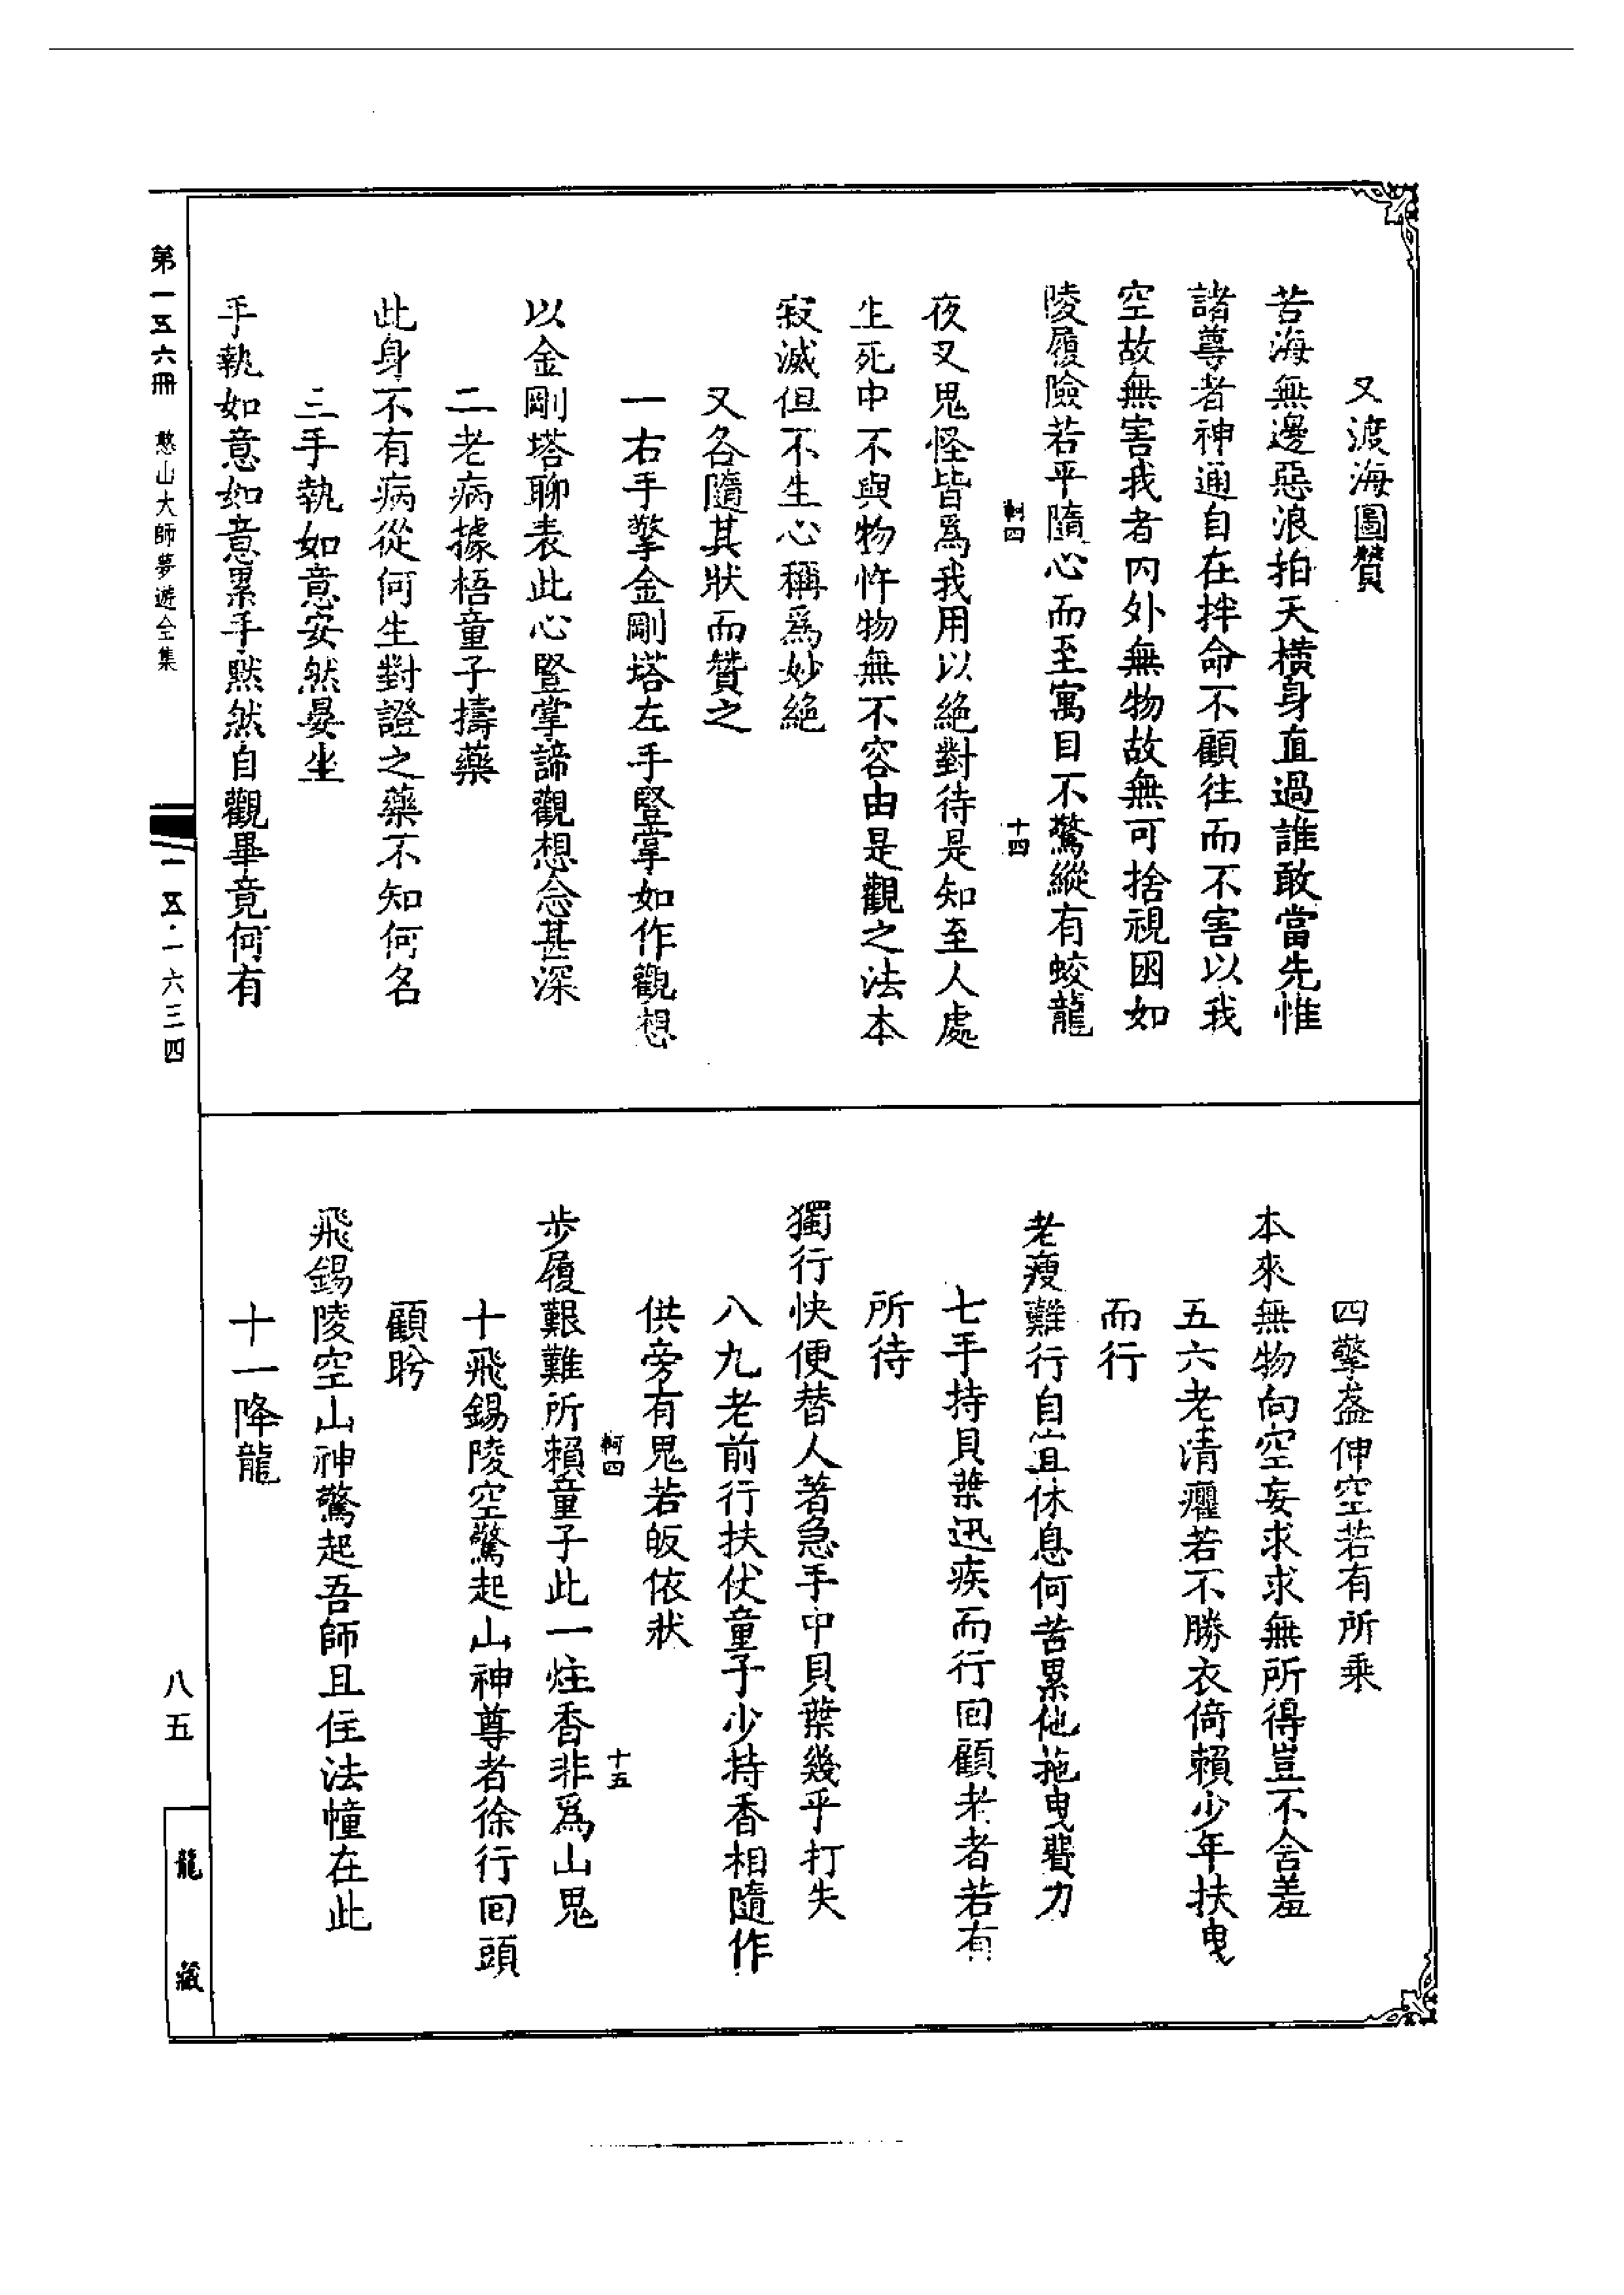 又渡海圖贊
苦海無邊惡浪拍天橫身直過誰敢當先惟
諸尊者神通自在拌命不顧往而不害以我
空故無害我者內外無物故無可捨視困如
陵履險若平隨心而至寓目不驚縱有蛟龍
軻四
十四
夜叉鬼怪皆爲我用以絕對待是知至人處
生死中不與物忤物無不容由是觀之法本
寂滅但不生心稱爲妙絕
又各隨其狀而贊之
一右手擎金剛塔左手豎掌如作觀想
以金剛塔聊表此心豎掌諦觀想念甚深
二老病據梧童子擣藥
此身不有病從何生對證之藥不知何名
三手執如意安然晏坐
手執如意如意累手默然自觀畢竟何有
四擎盋伸空若有所乘
本來無物向空妄求求無所得豈不含羞
五六老清癯若不勝衣倚賴少年扶曳
而行
老瘦難行自宜休息何苦累他拖曳費力
七手持貝葉迅疾而行回顧老者若有
所待
獨行快便替人著急手中貝葉幾乎打失
八九老前行扶伏童子少持香相隨作
供旁有鬼若皈依狀
軻四
十五
步履艱難所賴童子此一炷香非爲山鬼
十飛錫陵空驚起山神尊者徐行回頭
顧盼
飛錫陵空山神驚起吾師且住法幢在此
十一降龍
第一五六冊 憨山大師夢遊全集
一五·一六三四
八五
龍藏